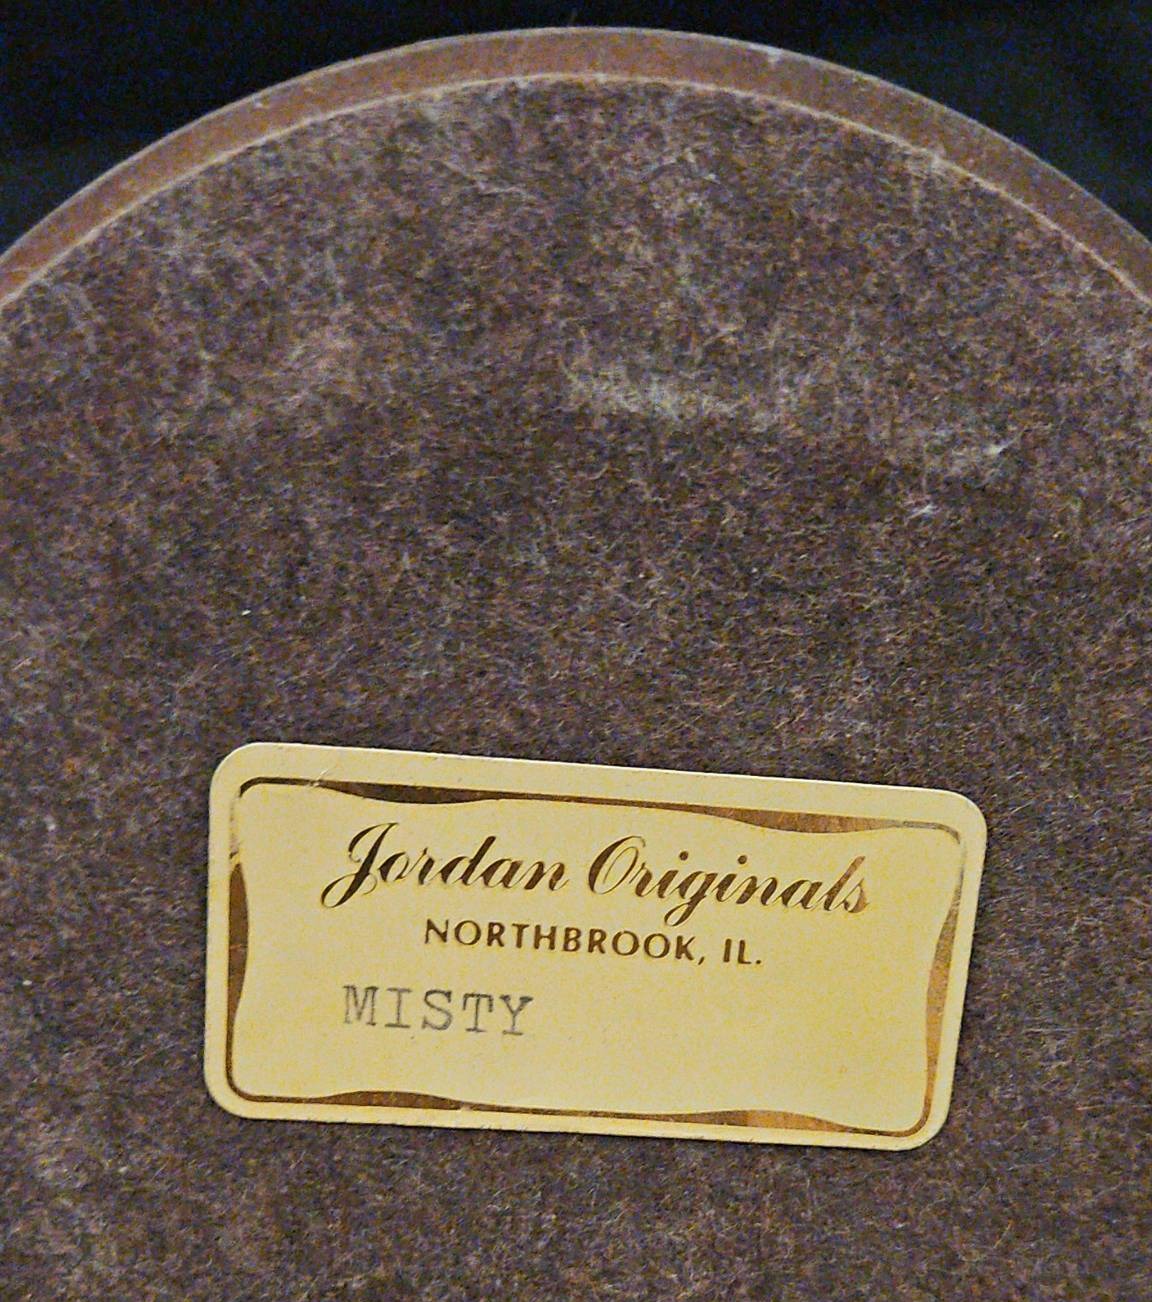 Jordan Originals
NORTHBROOK, IL.
MISTY